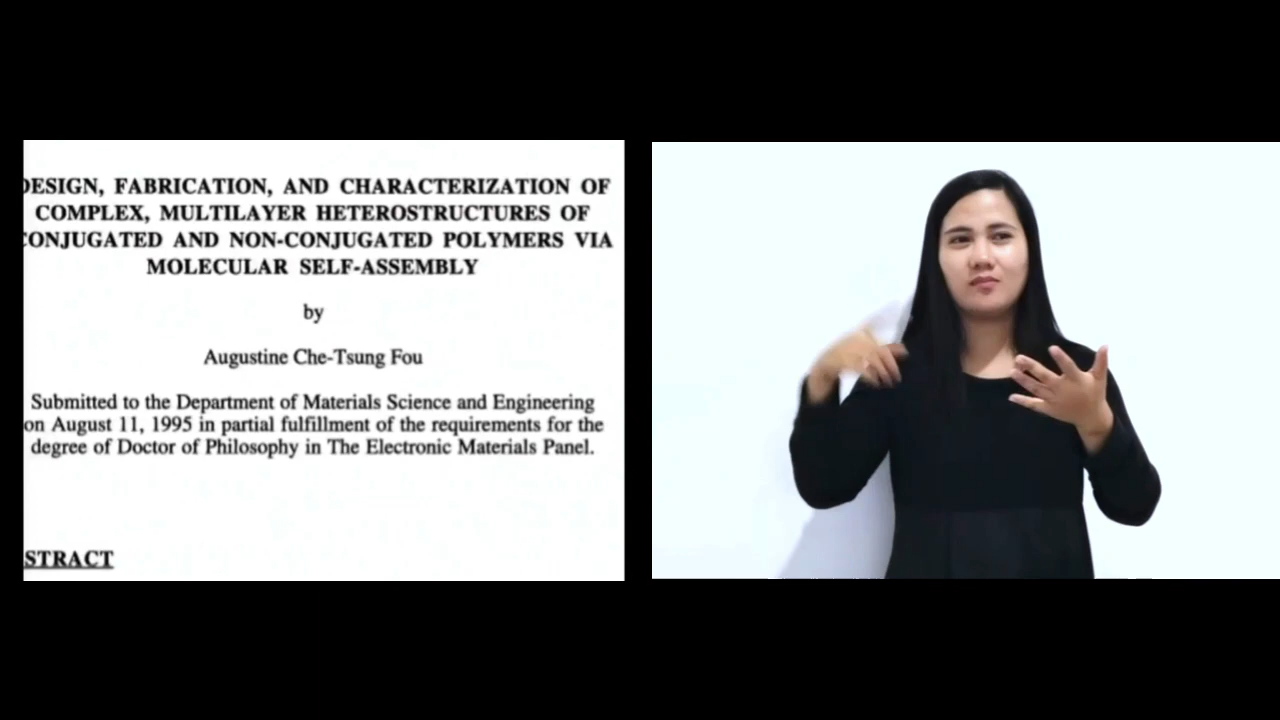 DESIGN, FABRICATION, AND CHARACTERIZATION OF
COMPLEX, MULTILAYER HETEROSTRUCTURES OF
CONJUGATED AND NON-CONJUGATED POLYMERS VIA
MOLECULAR SELF-ASSEMBLY
by
Augustine Che-Tsung Fou
Submitted to the Department of Materials Science and Engineering
on August 11, 1995 in partial fulfillment of the requirements for the
degree of Doctor of Philosophy in The Electronic Materials Panel.
STRACT